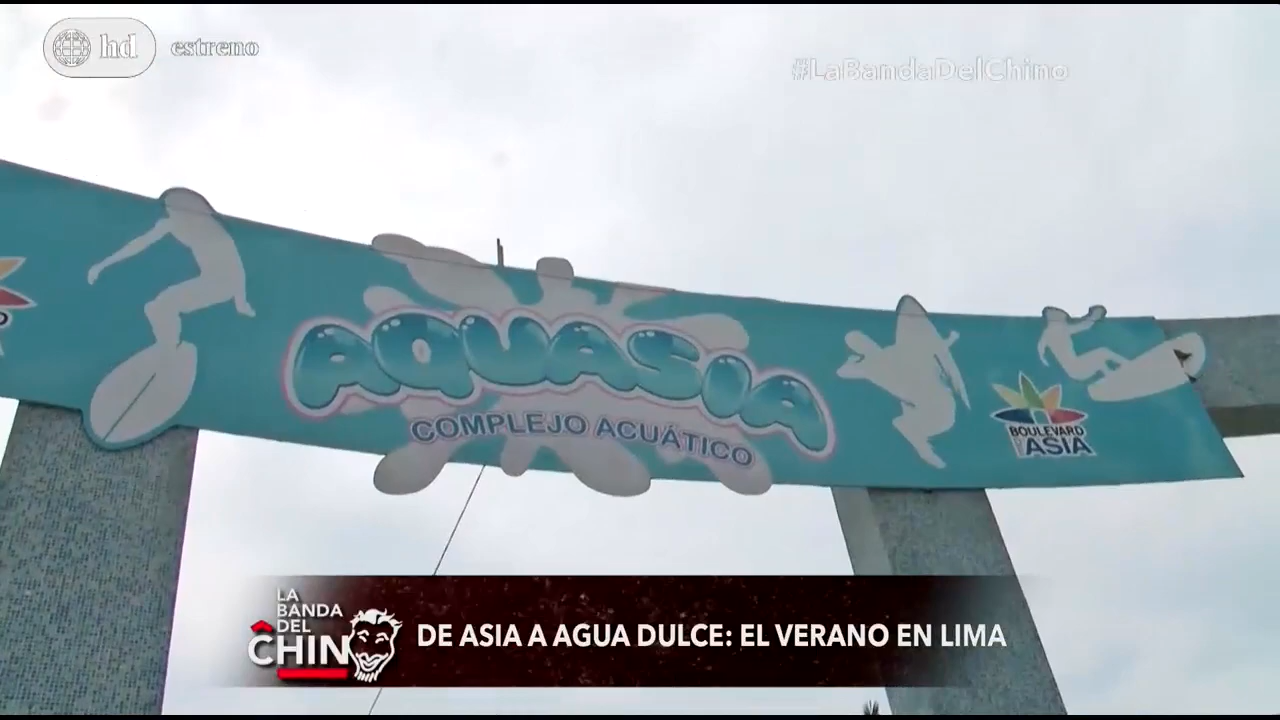 hd estreno
#LaBandaDelChino
AQUASIA
COMPLEJO ACUÁTICO
BOULEVARD
ASIA
LA
BANDA
DEL
CHINO
DE ASIA A AGUA DULCE: EL VERANO EN LIMA